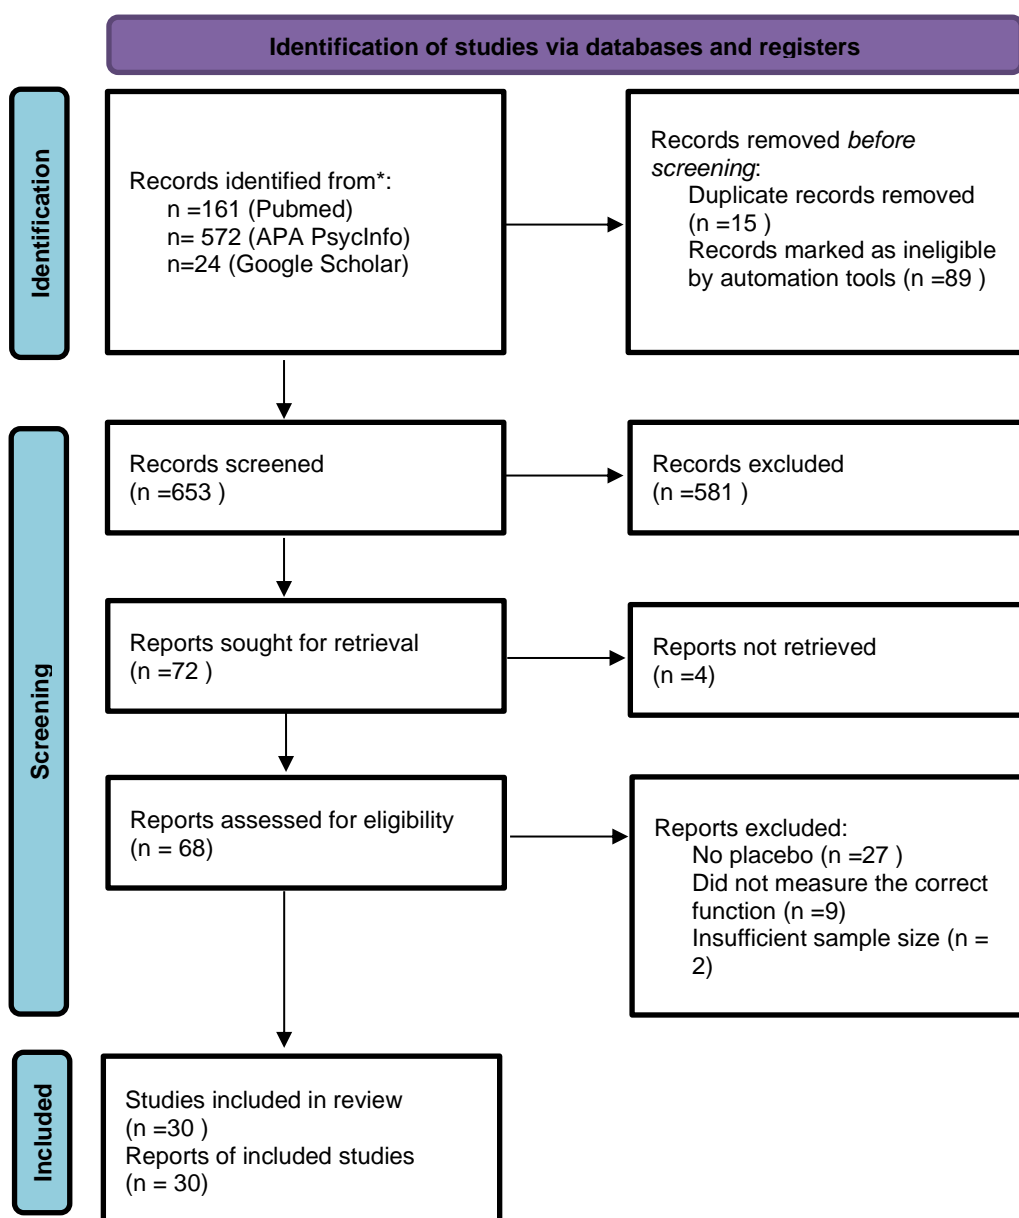 Identification of studies via databases and registers
Identification
Records identified from*:
n =161 (Pubmed)
n= 572 (APA PsycInfo)
n=24 (Google Scholar)
Records removed before
screening:
Duplicate records removed
(n =15 )
Records marked as ineligible
by automation tools (n =89 )
Screening
Records screened
(n =653 )
Records excluded
(n =581 )
Reports sought for retrieval
(n =72 )
Reports not retrieved
(n =4)
Reports assessed for eligibility
(n = 68)
Reports excluded:
No placebo (n =27 )
Did not measure the correct
function (n =9)
Insufficient sample size (n =
2)
Included
Studies included in review
(n =30 )
Reports of included studies
(n = 30)